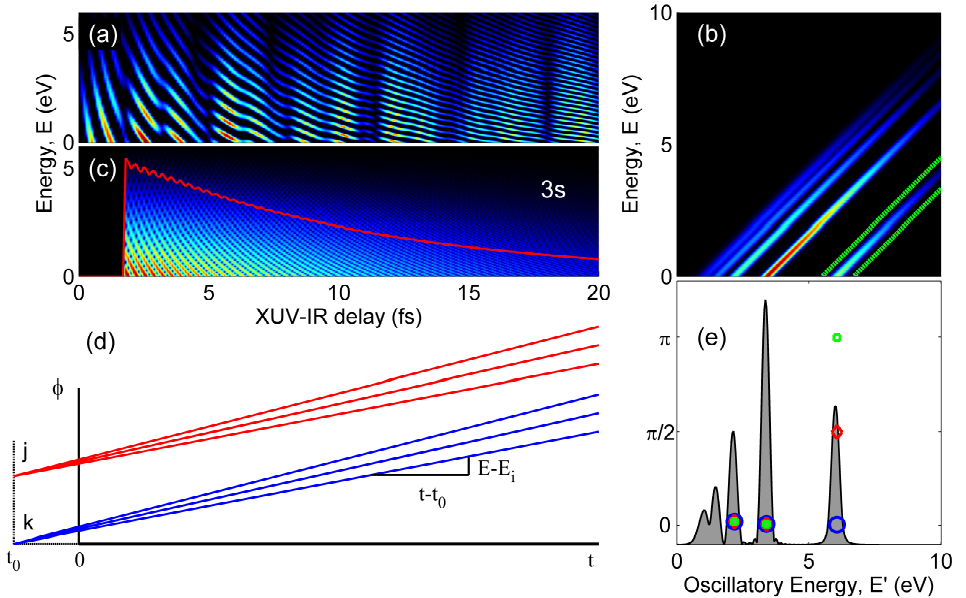 (a)
5
0
Energy, E (eV)
(c)
3s
5
0
0
5
10
15
20
XUV-IR delay (fs)
(b)
10
5
0
Energy, E (eV)
(d)
ϕ
j
k
E-Eᵢ
t-t₀
t₀
0
t
(e)
π
π/2
0
0
5
10
Oscillatory Energy, E' (eV)